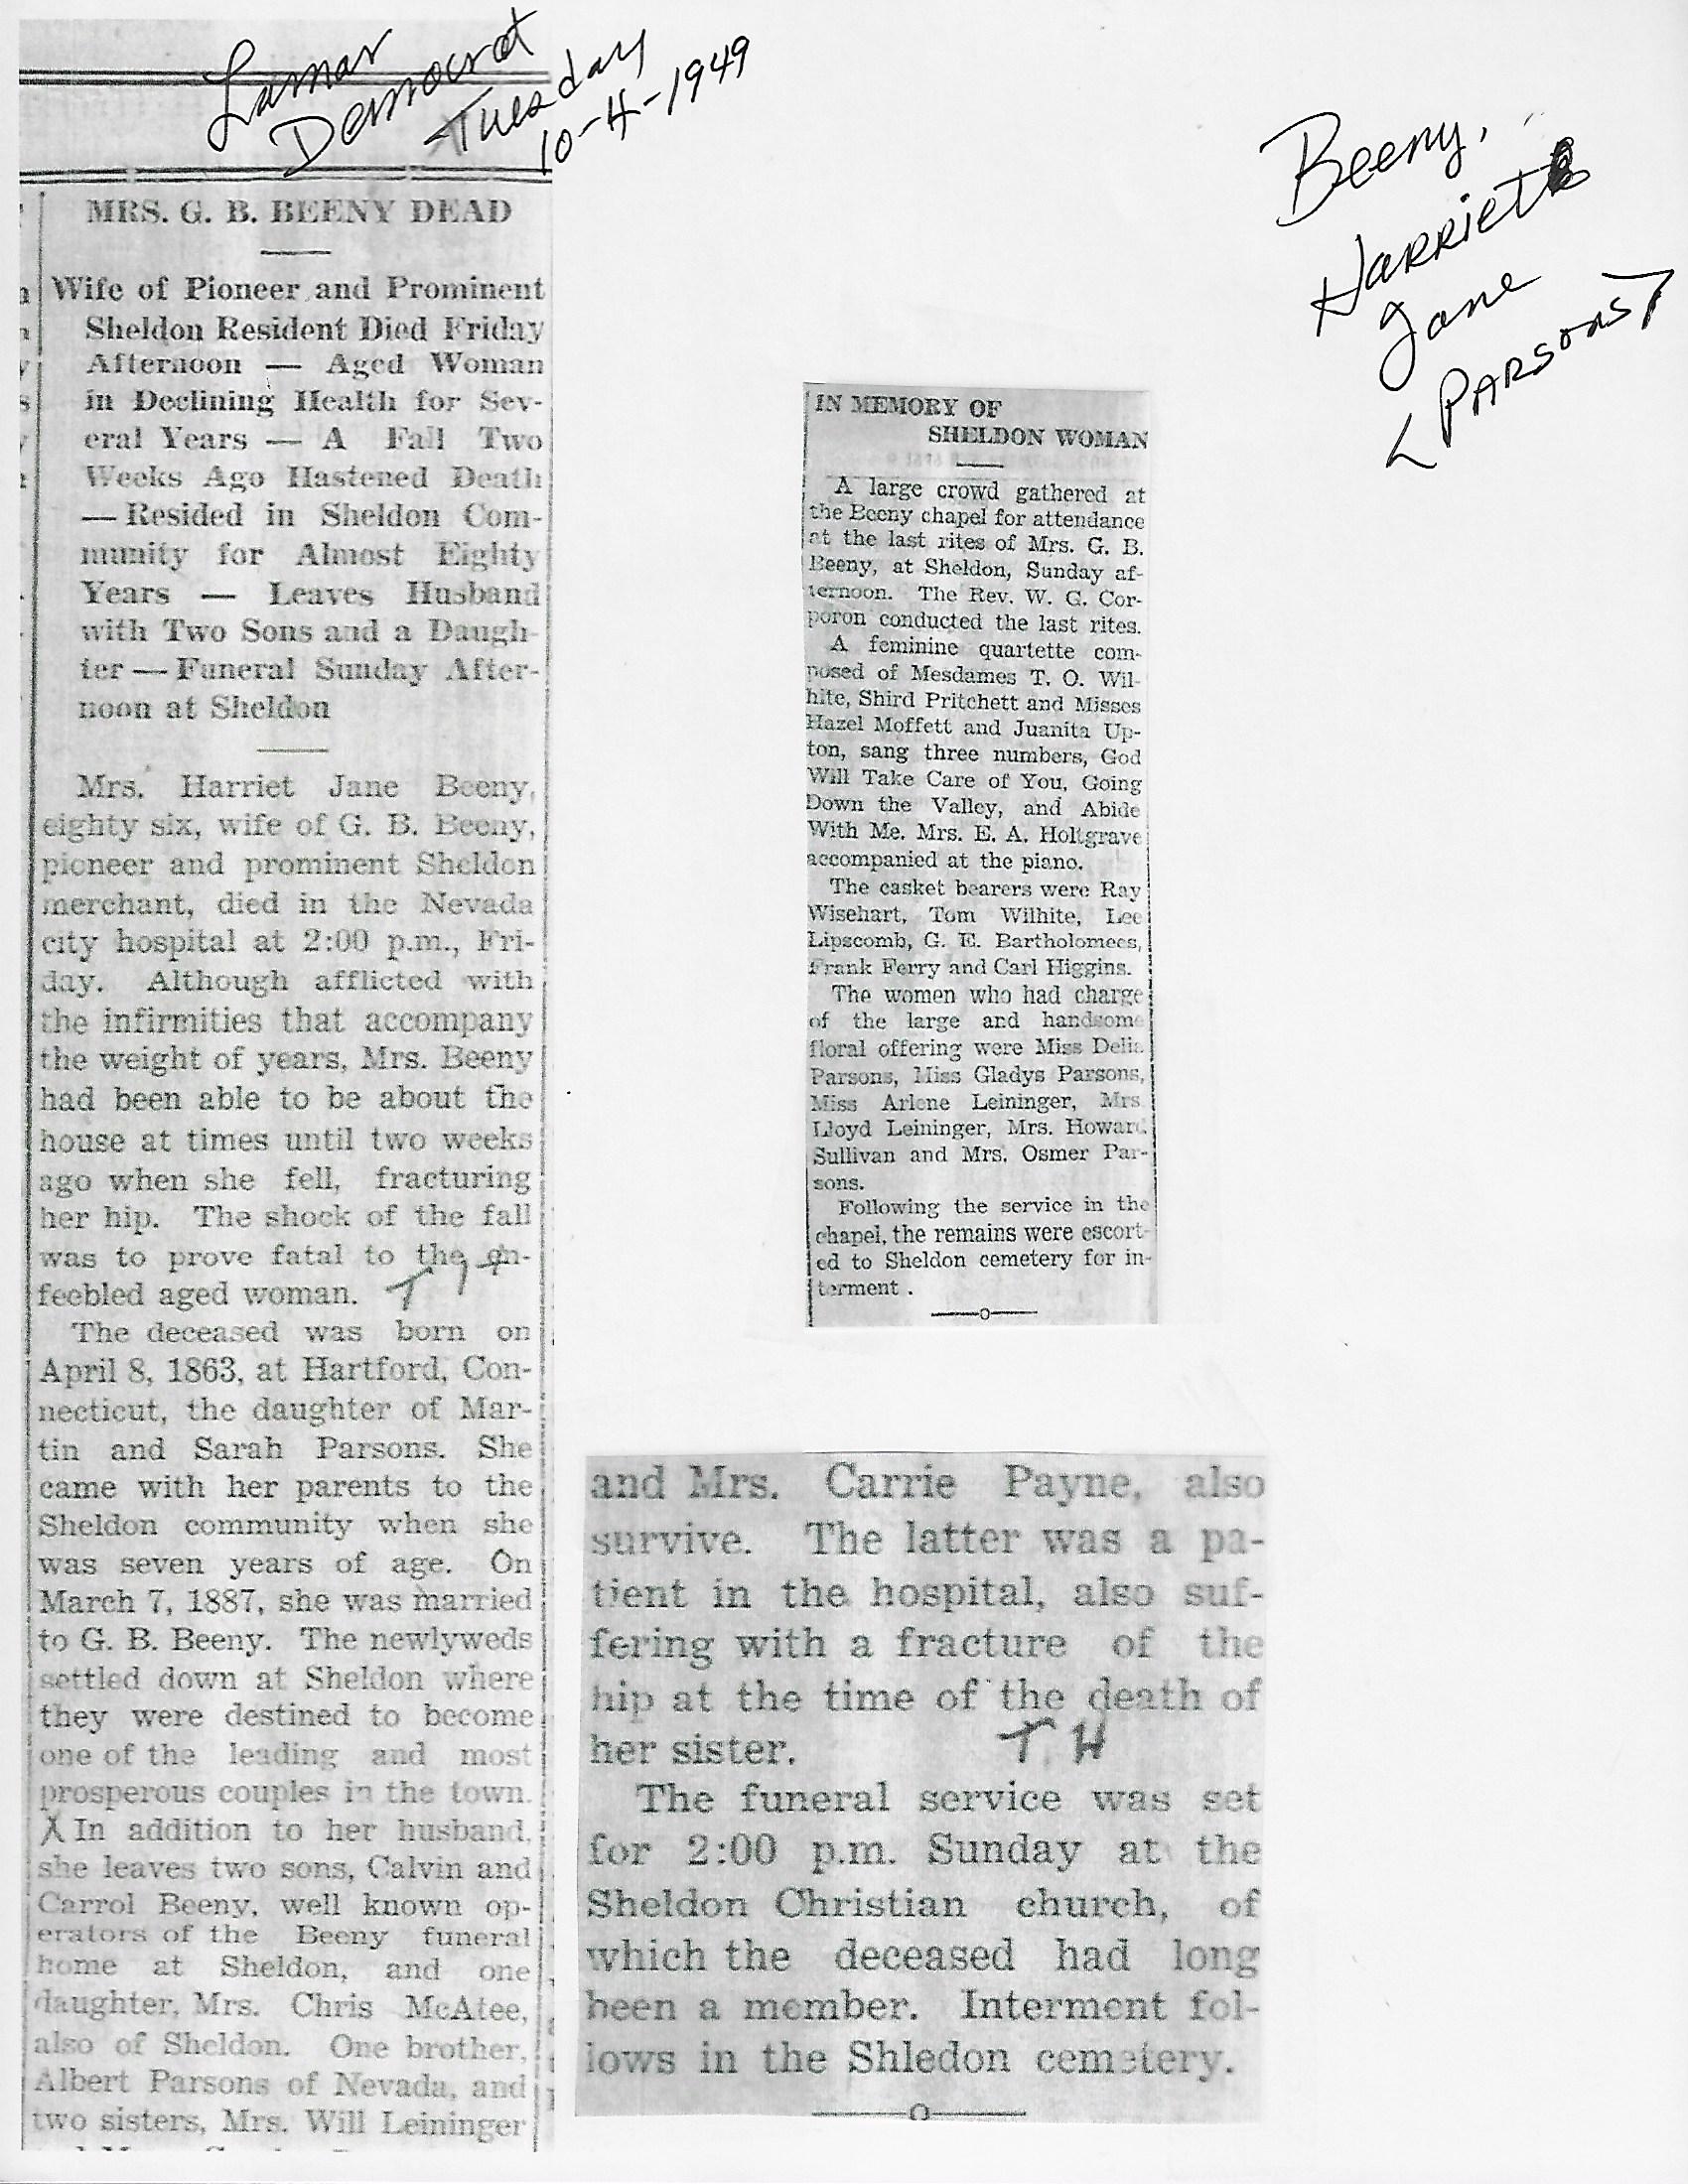 Lamar
Democrat
Tuesday
10-4-1949
Beeny,
Harriet
Jane
<Parsons>
MRS. G. B. BEENY DEAD
Wife of Pioneer and Prominent
Sheldon Resident Died Friday
Afternoon — Aged Woman
in Declining Health for Sev-
eral Years — A Fall Two
Weeks Ago Hastened Death
— Resided in Sheldon Com-
munity for Almost Eighty
Years — Leaves Husband
with Two Sons and a Daugh-
ter — Funeral Sunday After-
noon at Sheldon
Mrs. Harriet Jane Beeny,
eighty six, wife of G. B. Beeny,
pioneer and prominent Sheldon
merchant, died in the Nevada
city hospital at 2:00 p.m., Fri-
day. Although afflicted with
the infirmities that accompany
the weight of years, Mrs. Beeny
had been able to be about the
house at times until two weeks
ago when she fell, fracturing
her hip. The shock of the fall
was to prove fatal to the en-
feebled aged woman.
The deceased was born on
April 8, 1863, at Hartford, Con-
necticut, the daughter of Mar-
tin and Sarah Parsons. She
came with her parents to the
Sheldon community when she
was seven years of age. On
March 7, 1887, she was married
to G. B. Beeny. The newlyweds
settled down at Sheldon where
they were destined to become
one of the leading and most
prosperous couples in the town.
X In addition to her husband,
she leaves two sons, Calvin and
Carrol Beeny, well known op-
erators of the Beeny funeral
home at Sheldon, and one
daughter, Mrs. Chris McAtee,
also of Sheldon. One brother,
Albert Parsons of Nevada, and
two sisters, Mrs. Will Leininger
and Mrs. Carrie Payne, also
survive. The latter was a pa-
tient in the hospital, also suf-
fering with a fracture of the
hip at the time of the death of
her sister. T. H
The funeral service was set
for 2:00 p.m. Sunday at the
Sheldon Christian church, of
which the deceased had long
been a member. Interment fol-
lows in the Shledon cemetery.
IN MEMORY OF
SHELDON WOMAN
A large crowd gathered at
the Beeny chapel for attendance
at the last rites of Mrs. G. B.
Beeny, at Sheldon, Sunday af-
ternoon. The Rev. W. G. Cor-
poron conducted the last rites.
A feminine quartette com-
posed of Mesdames T. O. Wil-
hite, Shird Pritchett and Misses
Hazel Moffett and Juanita Up-
ton, sang three numbers, God
Will Take Care of You, Going
Down the Valley, and Abide
With Me. Mrs. E. A. Holtgrave
accompanied at the piano.
The casket bearers were Ray
Wisehart, Tom Wilhite, Lee
Lipscomb, G. E. Bartholomees,
Frank Ferry and Carl Higgins.
The women who had charge
of the large and handsome
floral offering were Miss Delia
Parsons, Miss Gladys Parsons,
Miss Arlene Leininger, Mrs.
Lloyd Leininger, Mrs. Howard
Sullivan and Mrs. Osmer Par-
sons.
Following the service in the
chapel, the remains were escort-
ed to Sheldon cemetery for in-
terment .